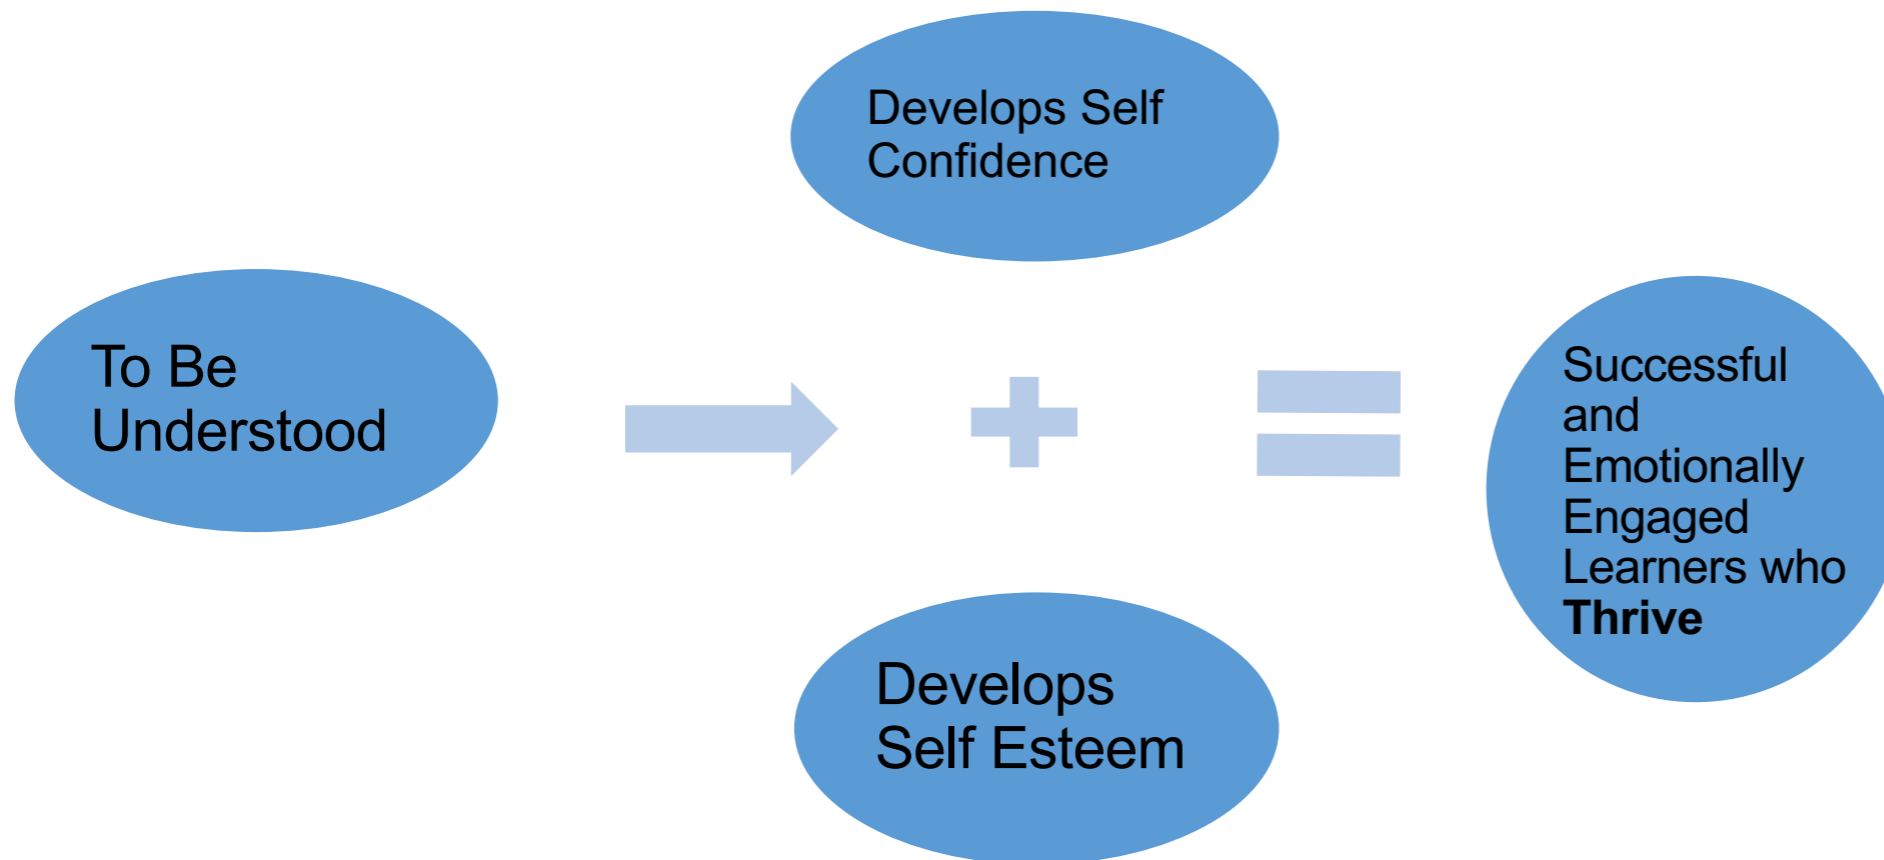 To Be
Understood
Develops Self
Confidence
Develops
Self Esteem
Successful
and
Emotionally
Engaged
Learners who
Thrive